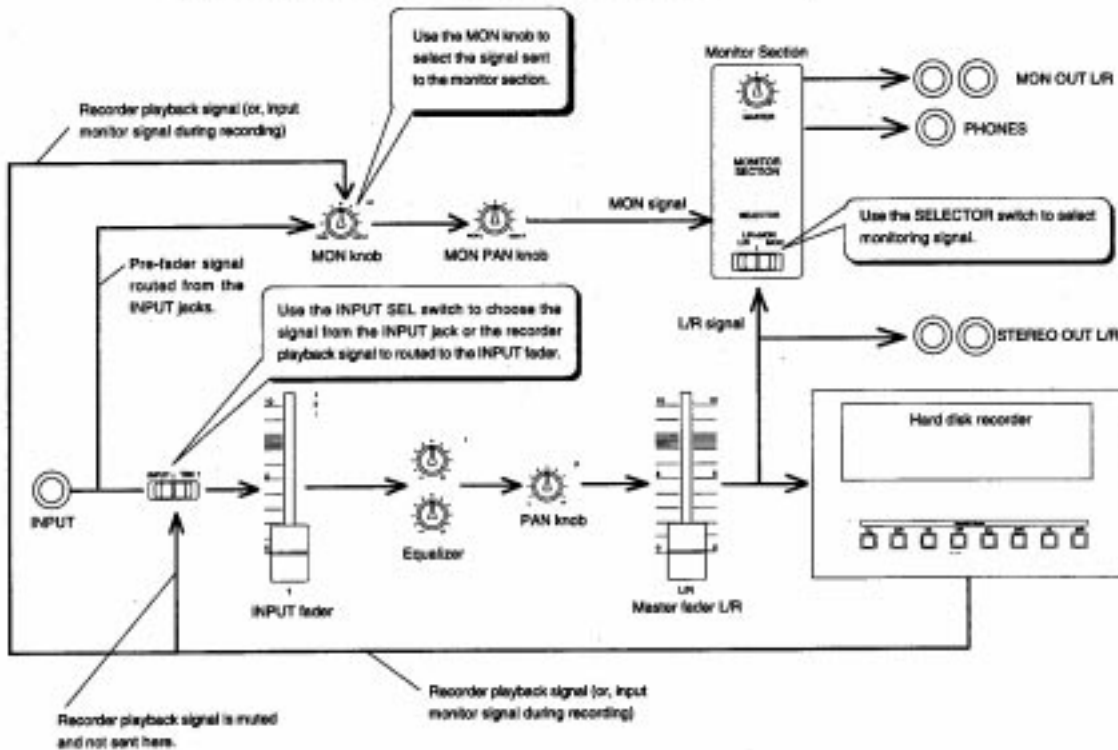 Use the MON knob to
select the signal sent
to the monitor section.
Monitor Section
MON OUT L/R
Recorder playback signal (or, input
monitor signal during recording)
MASTER
PHONES
MONITOR
SECTION
MON signal
SELECTOR
Use the SELECTOR switch to select
monitoring signal.
MON knob
MON PAN knob
Pre-fader signal
routed from the
INPUT jacks.
Use the INPUT SEL switch to choose the
signal from the INPUT jack or the recorder
playback signal to routed to the INPUT fader.
L/R signal
STEREO OUT L/R
Hard disk recorder
INPUT
PAN knob
Equalizer
1
L/R
INPUT fader
Master fader L/R
Recorder playback signal (or, input
monitor signal during recording)
Recorder playback signal is muted
and not sent here.